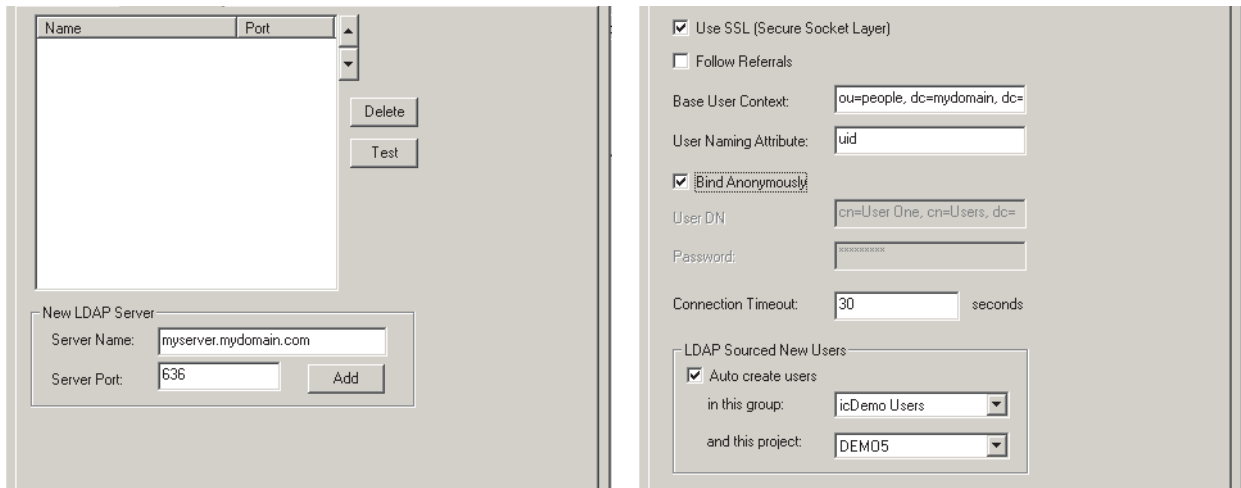 Name Port
Delete
Test
New LDAP Server
Server Name: myserver.mydomain.com
Server Port: 636 Add
Use SSL (Secure Socket Layer)
Follow Referrals
Base User Context: ou=people, dc=mydomain, dc=
User Naming Attribute: uid
Bind Anonymously
User DN cn=User One, cn=Users, dc=
Password: *********
Connection Timeout: 30 seconds
LDAP Sourced New Users
Auto create users
in this group: icDemo Users
and this project: DEMO5